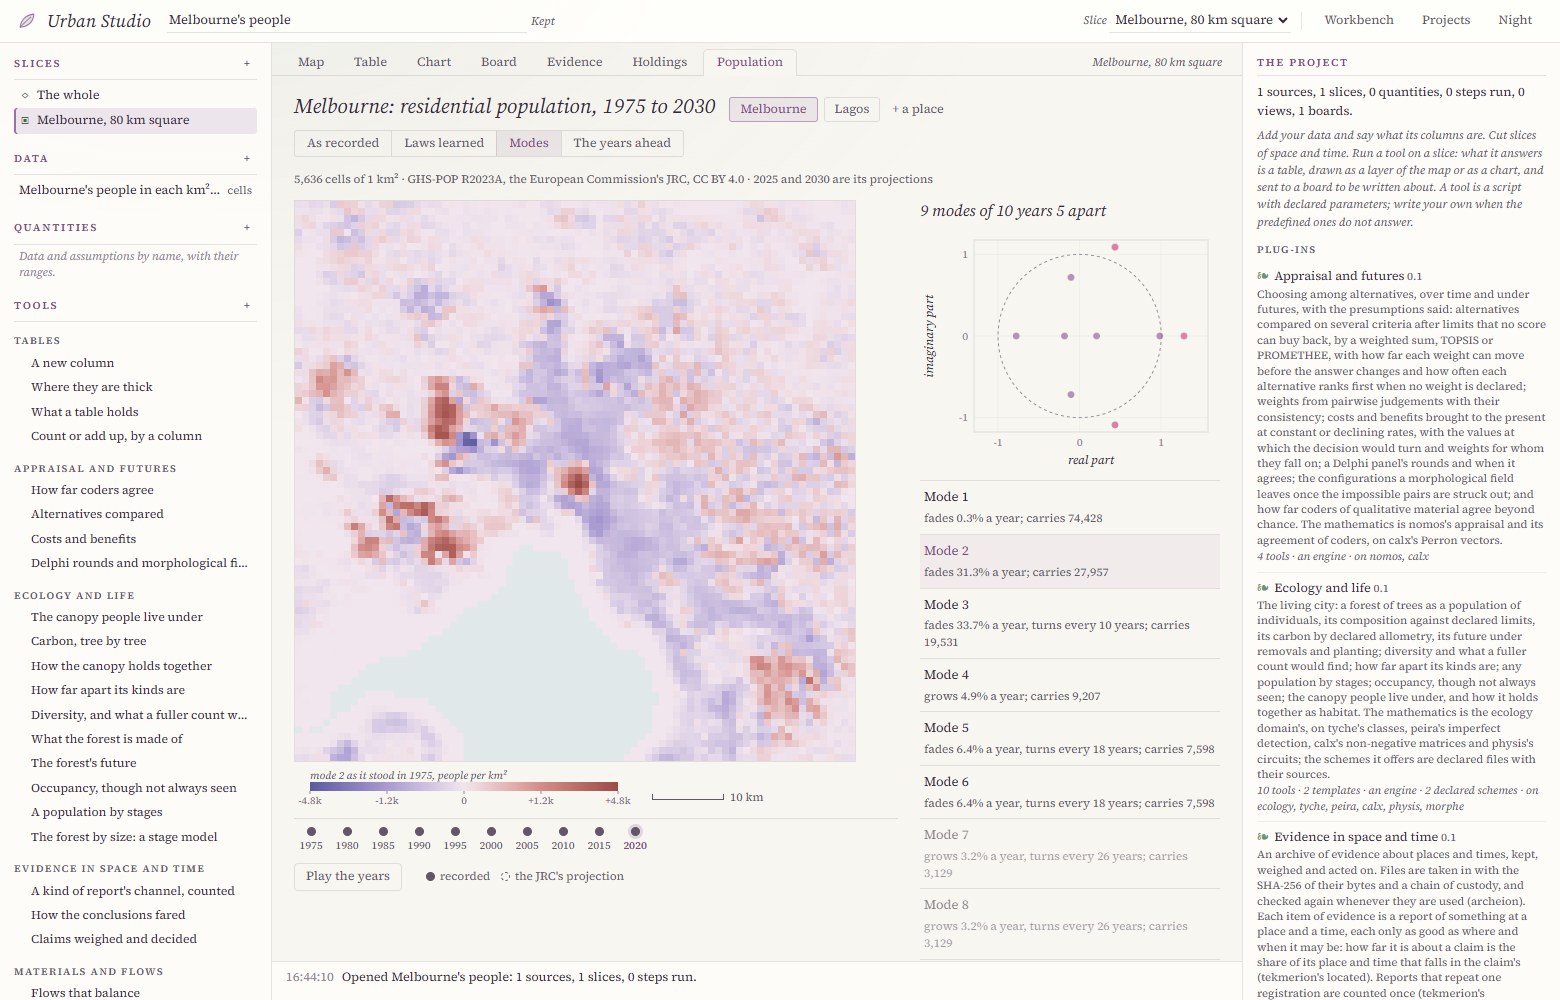 Urban Studio
Melbourne's people
Kept
Slice
Melbourne, 80 km square
Workbench
Projects
Night
SLICES
+
The whole
Melbourne, 80 km square
DATA
+
Melbourne's people in each km²...
cells
QUANTITIES
+
Data and assumptions by name, with their
ranges.
TOOLS
+
TABLES
A new column
Where they are thick
What a table holds
Count or add up, by a column
APPRAISAL AND FUTURES
How far coders agree
Alternatives compared
Costs and benefits
Delphi rounds and morphological fi...
ECOLOGY AND LIFE
The canopy people live under
Carbon, tree by tree
How the canopy holds together
How far apart its kinds are
Diversity, and what a fuller count w...
What the forest is made of
The forest's future
Occupancy, though not always seen
A population by stages
The forest by size: a stage model
EVIDENCE IN SPACE AND TIME
A kind of report's channel, counted
How the conclusions fared
Claims weighed and decided
MATERIALS AND FLOWS
Flows that balance
Map
Table
Chart
Board
Evidence
Holdings
Population
Melbourne, 80 km square
Melbourne: residential population, 1975 to 2030
Melbourne
Lagos
+ a place
As recorded
Laws learned
Modes
The years ahead
5,636 cells of 1 km² · GHS-POP R2023A, the European Commission's JRC, CC BY 4.0 · 2025 and 2030 are its projections
mode 2 as it stood in 1975, people per km²
-4.8k
-1.2k
0
+1.2k
+4.8k
10 km
1975
1980
1985
1990
1995
2000
2005
2010
2015
2020
Play the years
recorded
the JRC's projection
9 modes of 10 years 5 apart
imaginary part
1
0
-1
-1
0
1
real part
Mode 1
fades 0.3% a year; carries 74,428
Mode 2
fades 31.3% a year; carries 27,957
Mode 3
fades 33.7% a year, turns every 10 years; carries
19,531
Mode 4
grows 4.9% a year; carries 9,207
Mode 5
fades 6.4% a year, turns every 18 years; carries 7,598
Mode 6
fades 6.4% a year, turns every 18 years; carries 7,598
Mode 7
grows 3.2% a year, turns every 26 years; carries
3,129
Mode 8
grows 3.2% a year, turns every 26 years; carries
3,129
16:44:10 Opened Melbourne's people: 1 sources, 1 slices, 0 steps run.
THE PROJECT
1 sources, 1 slices, 0 quantities, 0 steps run, 0
views, 1 boards.
Add your data and say what its columns are. Cut slices
of space and time. Run a tool on a slice: what it answers
is a table, drawn as a layer of the map or as a chart, and
sent to a board to be written about. A tool is a script
with declared parameters; write your own when the
predefined ones do not answer.
PLUG-INS
Appraisal and futures 0.1
Choosing among alternatives, over time and under
futures, with the presumptions said: alternatives
compared on several criteria after limits that no score
can buy back, by a weighted sum, TOPSIS or
PROMETHEE, with how far each weight can move
before the answer changes and how often each
alternative ranks first when no weight is declared;
weights from pairwise judgements with their
consistency; costs and benefits brought to the present
at constant or declining rates, with the values at
which the decision would turn and weights for whom
they fall on; a Delphi panel's rounds and when it
agrees; the configurations a morphological field
leaves once the impossible pairs are struck out; and
how far coders of qualitative material agree beyond
chance. The mathematics is nomos's appraisal and its
agreement of coders, on calx's Perron vectors.
4 tools · an engine · on nomos, calx
Ecology and life 0.1
The living city: a forest of trees as a population of
individuals, its composition against declared limits,
its carbon by declared allometry, its future under
removals and planting; diversity and what a fuller
count would find; how far apart its kinds are; any
population by stages; occupancy, though not always
seen; the canopy people live under, and how it holds
together as habitat. The mathematics is the ecology
domain's, on tyche's classes, peira's imperfect
detection, calx's non-negative matrices and physis's
circuits; the schemes it offers are declared files with
their sources.
10 tools · 2 templates · an engine · 2 declared schemes · on
ecology, tyche, peira, calx, physis, morphe
Evidence in space and time 0.1
An archive of evidence about places and times, kept,
weighed and acted on. Files are taken in with the
SHA-256 of their bytes and a chain of custody, and
checked again whenever they are used (archeion).
Each item of evidence is a report of something at a
place and a time, each only as good as where and
when it may be: how far it is about a claim is the
share of its place and time that falls in the claim's
(tekmerion's located). Reports that repeat one
registration are counted once (tekmerion's